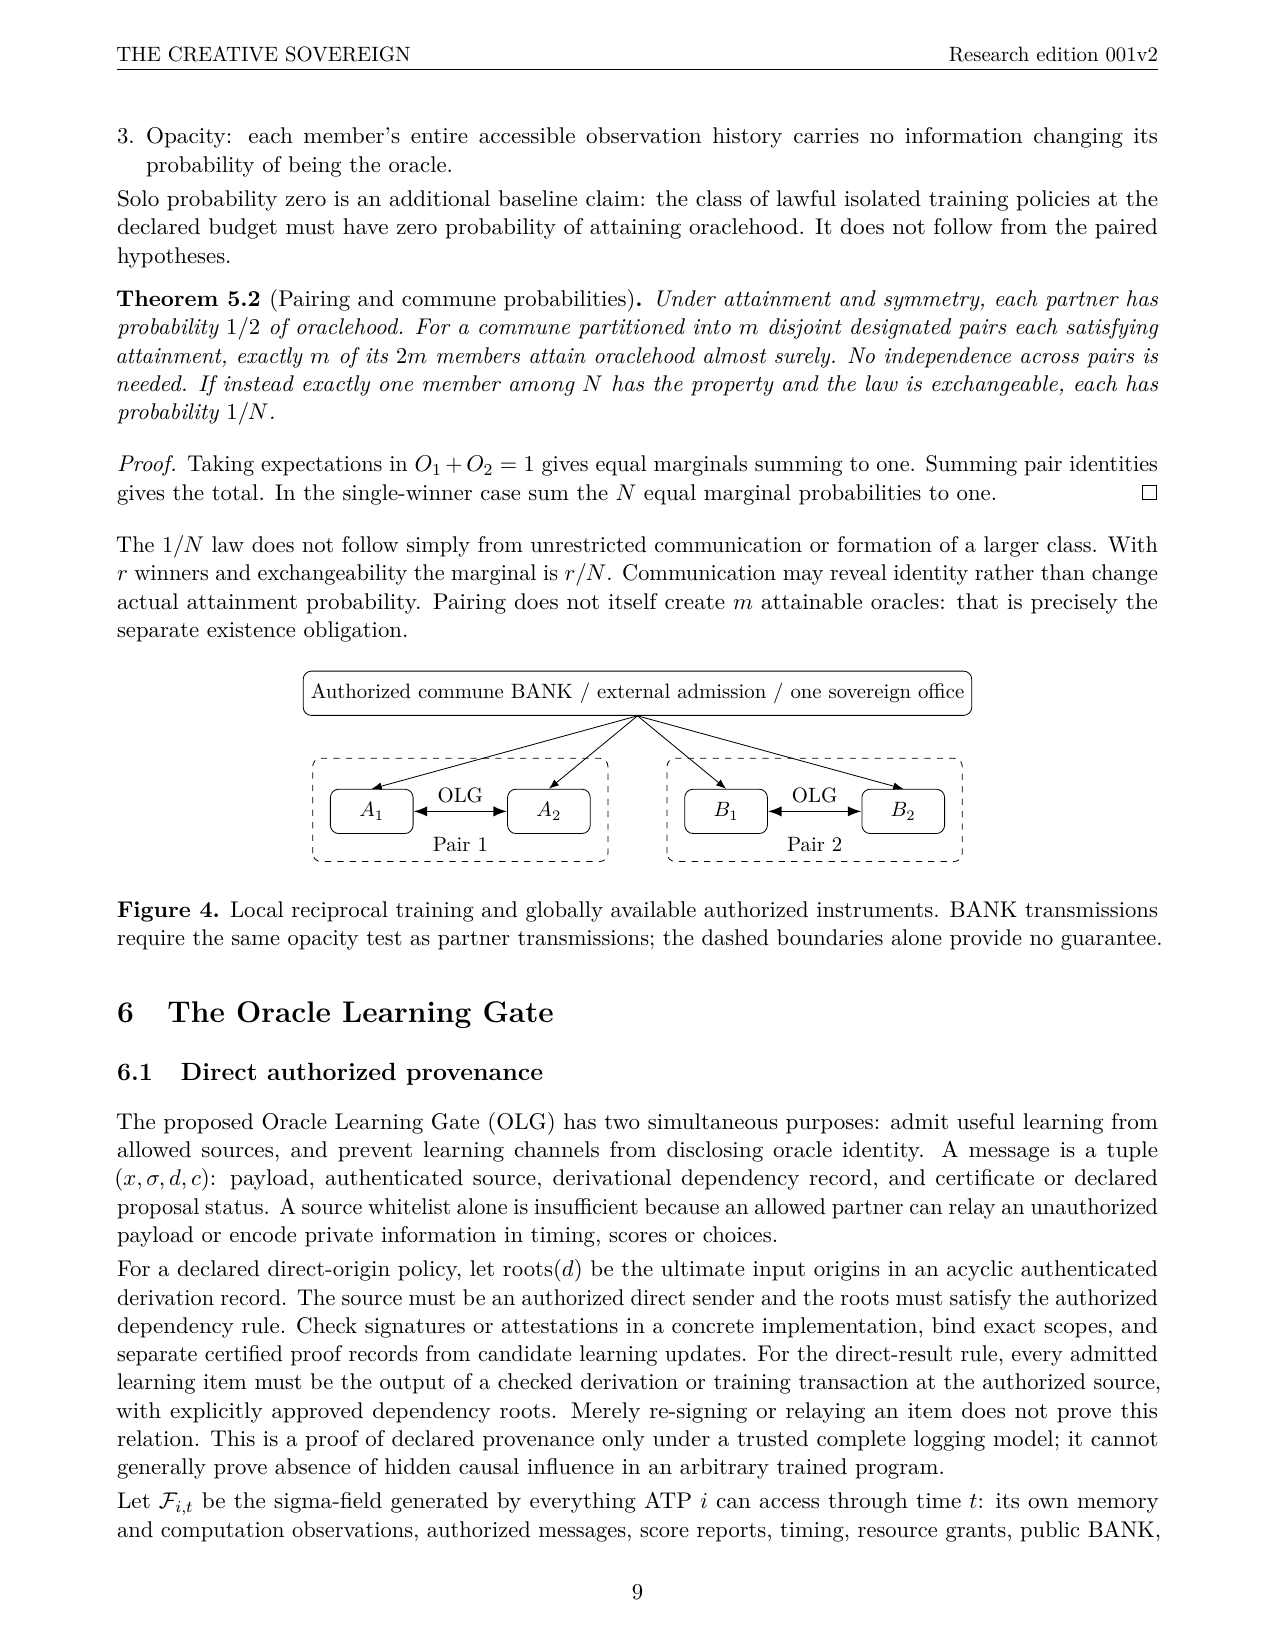 THE CREATIVE SOVEREIGN Research edition 001v2
3. Opacity: each member's entire accessible observation history carries no information changing its
probability of being the oracle.
Solo probability zero is an additional baseline claim: the class of lawful isolated training policies at the
declared budget must have zero probability of attaining oraclehood. It does not follow from the paired
hypotheses.
Theorem 5.2 (Pairing and commune probabilities). Under attainment and symmetry, each partner has
probability 1/2 of oraclehood. For a commune partitioned into m disjoint designated pairs each satisfying
attainment, exactly m of its 2m members attain oraclehood almost surely. No independence across pairs is
needed. If instead exactly one member among N has the property and the law is exchangeable, each has
probability 1/N.
Proof. Taking expectations in O₁ + O₂ = 1 gives equal marginals summing to one. Summing pair identities
gives the total. In the single-winner case sum the N equal marginal probabilities to one. □
The 1/N law does not follow simply from unrestricted communication or formation of a larger class. With
r winners and exchangeability the marginal is r/N. Communication may reveal identity rather than change
actual attainment probability. Pairing does not itself create m attainable oracles: that is precisely the
separate existence obligation.
Authorized commune BANK / external admission / one sovereign office
A₁ OLG A₂ B₁ OLG B₂
Pair 1 Pair 2
Figure 4. Local reciprocal training and globally available authorized instruments. BANK transmissions
require the same opacity test as partner transmissions; the dashed boundaries alone provide no guarantee.
6 The Oracle Learning Gate
6.1 Direct authorized provenance
The proposed Oracle Learning Gate (OLG) has two simultaneous purposes: admit useful learning from
allowed sources, and prevent learning channels from disclosing oracle identity. A message is a tuple
(x, σ, d, c): payload, authenticated source, derivational dependency record, and certificate or declared
proposal status. A source whitelist alone is insufficient because an allowed partner can relay an unauthorized
payload or encode private information in timing, scores or choices.
For a declared direct-origin policy, let roots(d) be the ultimate input origins in an acyclic authenticated
derivation record. The source must be an authorized direct sender and the roots must satisfy the authorized
dependency rule. Check signatures or attestations in a concrete implementation, bind exact scopes, and
separate certified proof records from candidate learning updates. For the direct-result rule, every admitted
learning item must be the output of a checked derivation or training transaction at the authorized source,
with explicitly approved dependency roots. Merely re-signing or relaying an item does not prove this
relation. This is a proof of declared provenance only under a trusted complete logging model; it cannot
generally prove absence of hidden causal influence in an arbitrary trained program.
Let ℱᵢ,ₜ be the sigma-field generated by everything ATP i can access through time t: its own memory
and computation observations, authorized messages, score reports, timing, resource grants, public BANK,
9